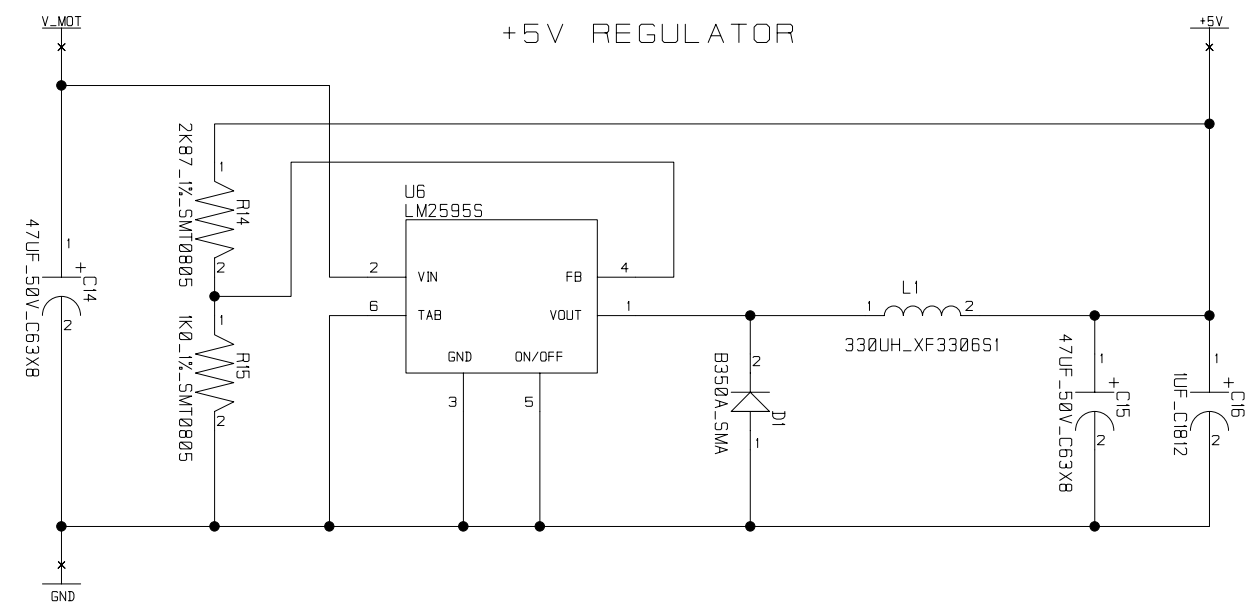 V_MOT
+5V REGULATOR
+5V
2K87_1%_SMT0805
1
R14
2
U6
LM2595S
47UF_50V_C63X8
1
+
C14
2
2
VIN
FB
4
6
TAB
VOUT
1
GND
ON/OFF
3
5
1K0_1%_SMT0805
1
R15
2
L1
1
2
330UH_XF3306S1
B350A_SMA
2
D1
1
47UF_50V_C63X8
1
+
C15
2
1UF_C1812
1
+
C16
2
GND